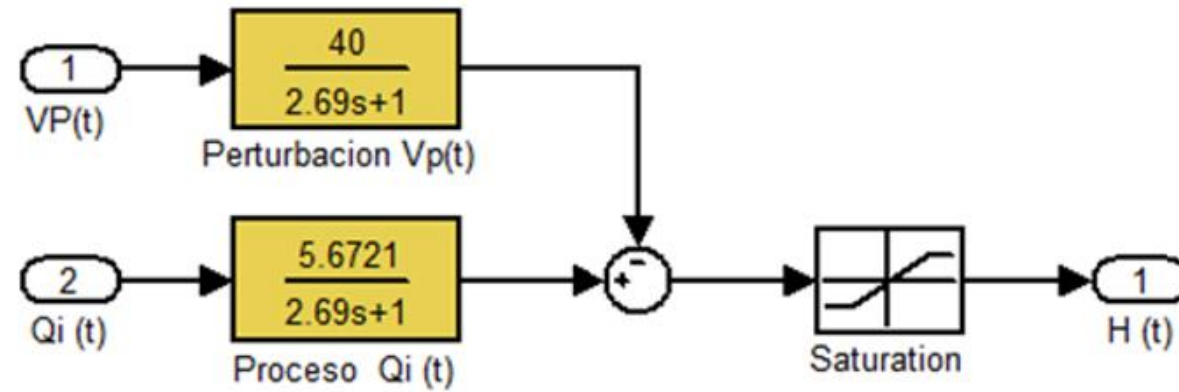 1
VP(t)
40
2.69s+1
Perturbacion Vp(t)
2
Qi (t)
5.6721
2.69s+1
Proceso Qi (t)
+
-
Saturation
1
H (t)